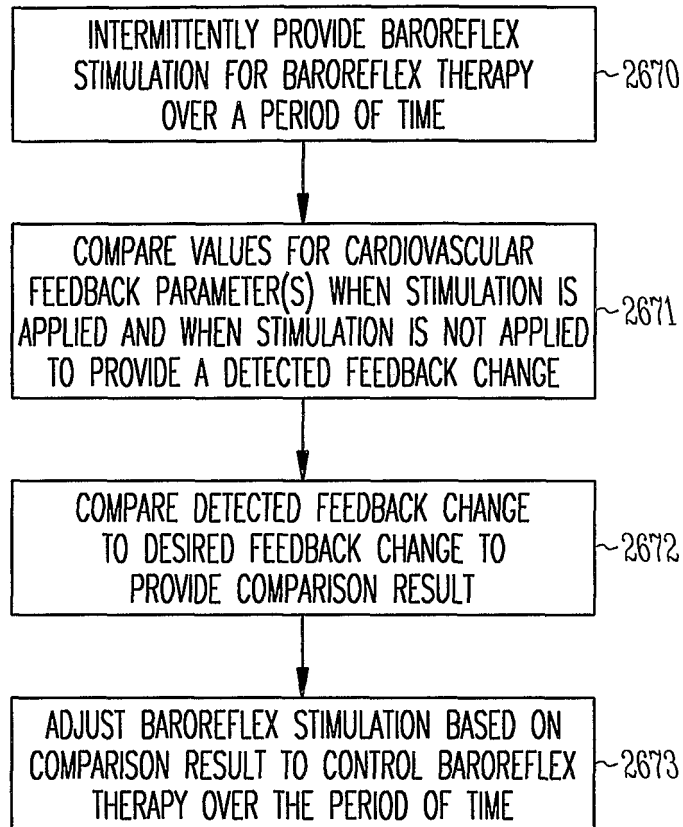 INTERMITTENTLY PROVIDE BAROREFLEX
STIMULATION FOR BAROREFLEX THERAPY
OVER A PERIOD OF TIME
2670
COMPARE VALUES FOR CARDIOVASCULAR
FEEDBACK PARAMETER(S) WHEN STIMULATION IS
APPLIED AND WHEN STIMULATION IS NOT APPLIED
TO PROVIDE A DETECTED FEEDBACK CHANGE
2671
COMPARE DETECTED FEEDBACK CHANGE
TO DESIRED FEEDBACK CHANGE TO
PROVIDE COMPARISON RESULT
2672
ADJUST BAROREFLEX STIMULATION BASED ON
COMPARISON RESULT TO CONTROL BAROREFLEX
THERAPY OVER THE PERIOD OF TIME
2673